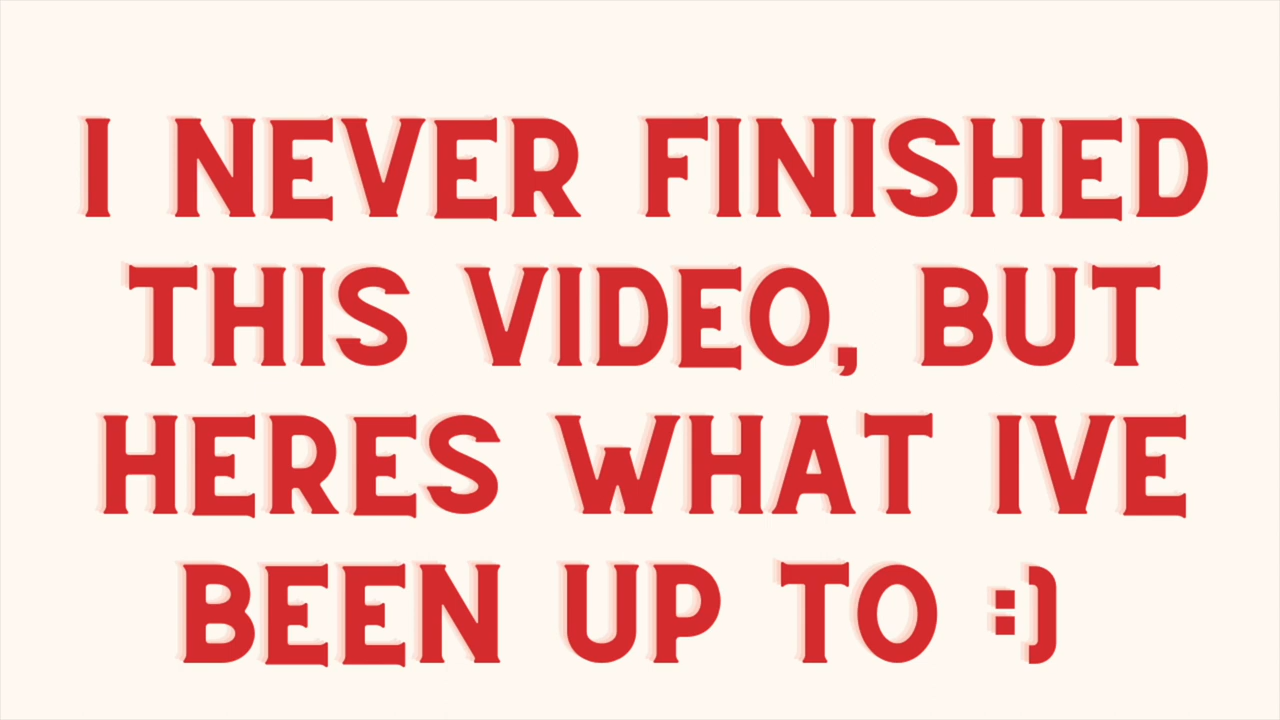 I NEVER FINISHED
THIS VIDEO, BUT
HERES WHAT IVE
BEEN UP TO :)